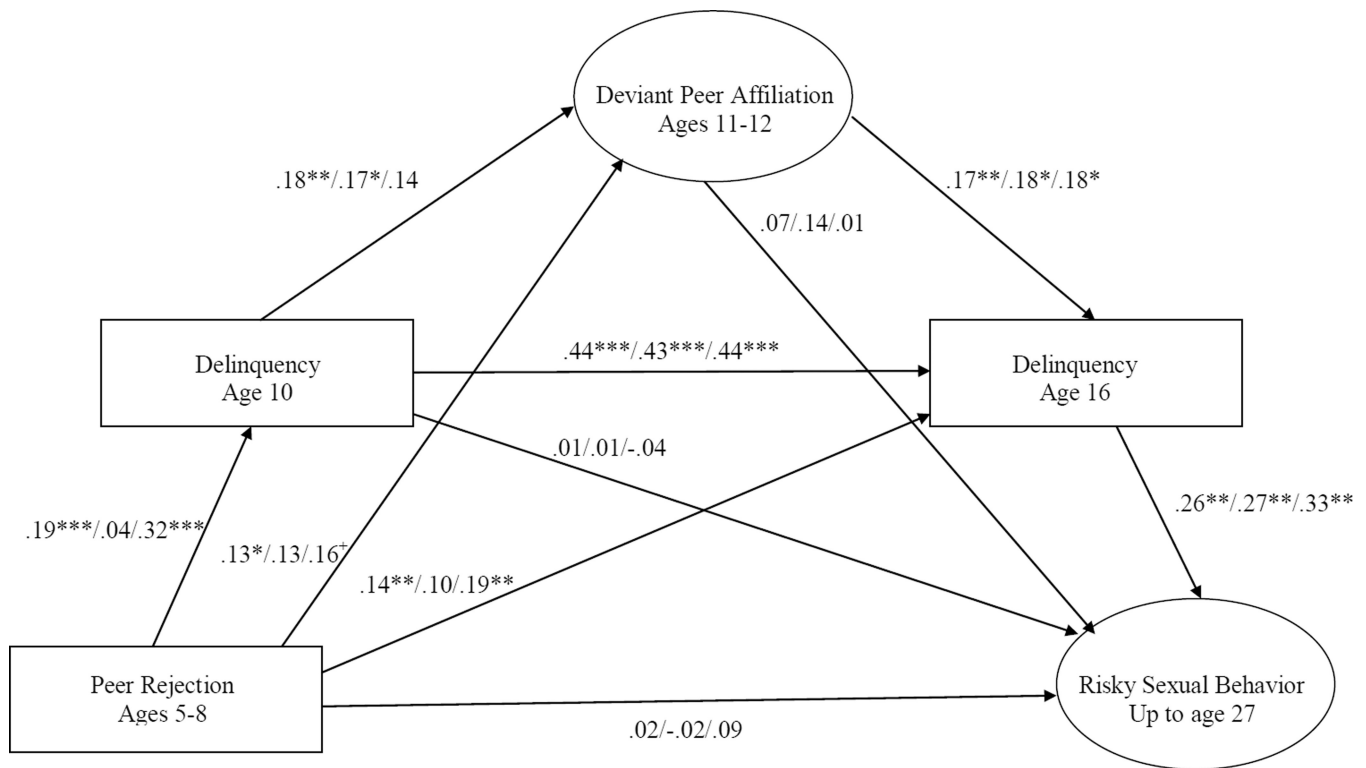 Deviant Peer Affiliation
Ages 11-12
.18**/.17*/.14
.17**/.18*/.18*
.07/.14/.01
Delinquency
Age 10
.44***/.43***/.44***
Delinquency
Age 16
.01/.01/-.04
.19***/.04/.32***
.13*/.13/.16⁺
.14**/.10/.19**
.26**/.27**/.33**
Peer Rejection
Ages 5-8
.02/-.02/.09
Risky Sexual Behavior
Up to age 27